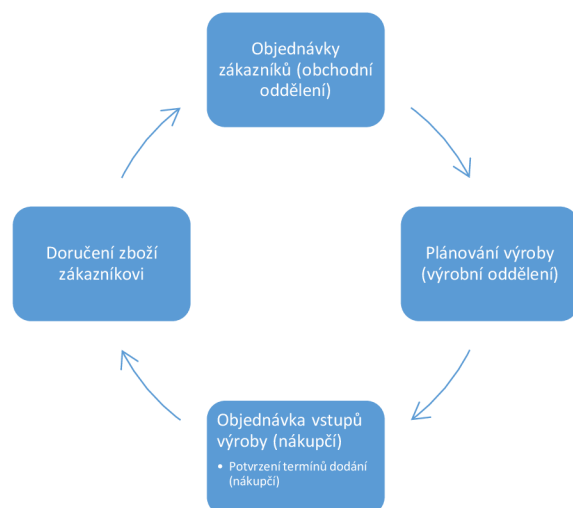 Objednávky
zákazníků (obchodní
oddělení)
Plánování výroby
(výrobní oddělení)
Objednávka vstupů
výroby (nákupčí)
• Potvrzení termínů dodání
(nákupčí)
Doručení zboží
zákazníkovi